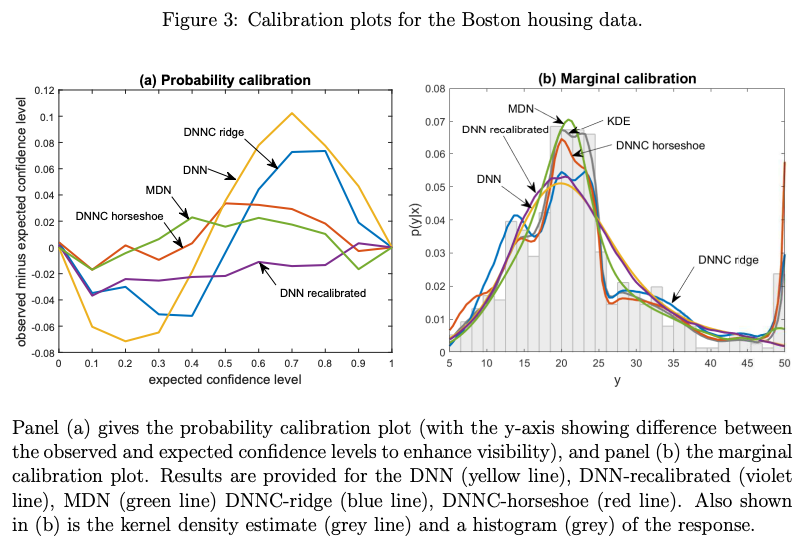 Figure 3: Calibration plots for the Boston housing data.
(a) Probability calibration
observed minus expected confidence level
0.12
0.1
0.08
0.06
0.04
0.02
0
-0.02
-0.04
-0.06
-0.08
DNNC ridge
DNN
MDN
DNNC horseshoe
DNN recalibrated
0 0.1 0.2 0.3 0.4 0.5 0.6 0.7 0.8 0.9 1
expected confidence level
(b) Marginal calibration
p(y|x)
0.08
0.07
0.06
0.05
0.04
0.03
0.02
0.01
0
MDN
KDE
DNN recalibrated
DNNC horseshoe
DNN
DNNC rdge
5 10 15 20 25 30 35 40 45 50
y
Panel (a) gives the probability calibration plot (with the y-axis showing difference between
the observed and expected confidence levels to enhance visibility), and panel (b) the marginal
calibration plot. Results are provided for the DNN (yellow line), DNN-recalibrated (violet
line), MDN (green line) DNNC-ridge (blue line), DNNC-horseshoe (red line). Also shown
in (b) is the kernel density estimate (grey line) and a histogram (grey) of the response.